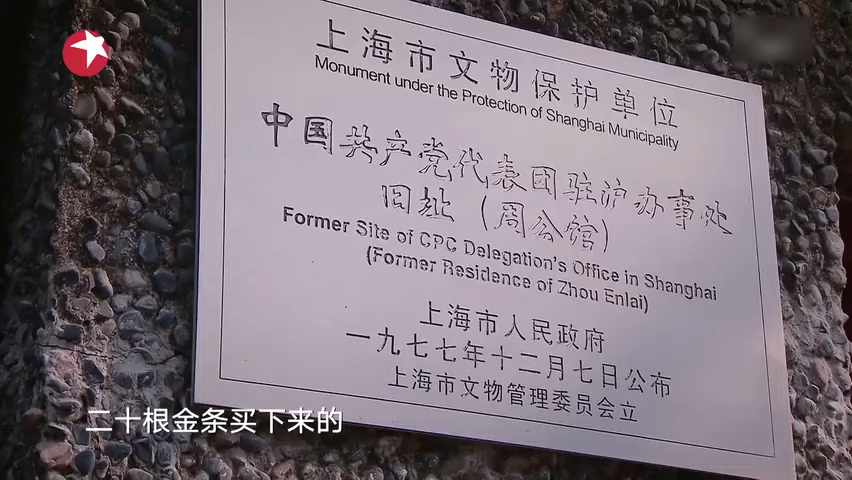 上海市文物保护单位
Monument under the Protection of Shanghai Municipality
中国共产党代表团驻沪办事处
旧址（周公馆）
Former Site of CPC Delegation's Office in Shanghai
(Former Residence of Zhou Enlai)
上海市人民政府
一九七七年十二月七日公布
上海市文物管理委员会立
二十根金条买下来的